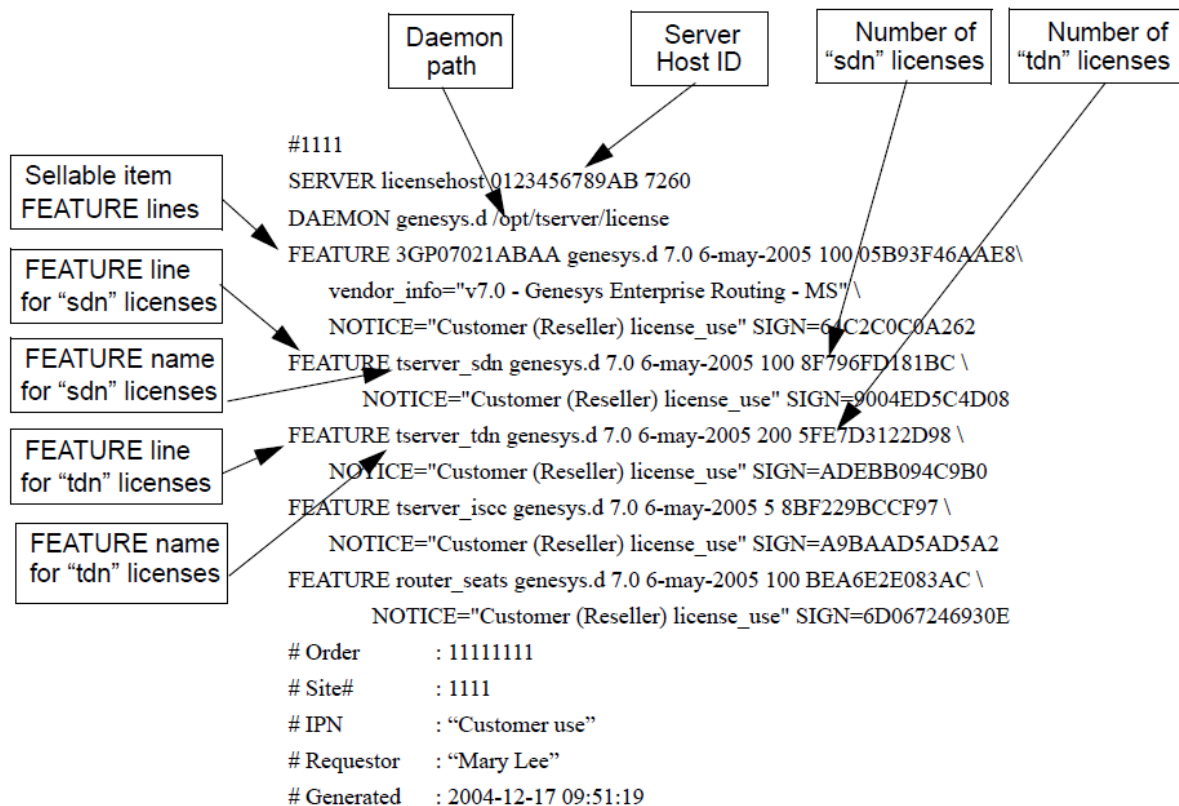 Daemon
path
Server
Host ID
Number of
“sdn” licenses
Number of
“tdn” licenses
Sellable item
FEATURE lines
FEATURE line
for “sdn” licenses
FEATURE name
for “sdn” licenses
FEATURE line
for “tdn” licenses
FEATURE name
for “tdn” licenses
#1111
SERVER licensehost 0123456789AB 7260
DAEMON genesys.d /opt/tserver/license
FEATURE 3GP07021ABAA genesys.d 7.0 6-may-2005 100 05B93F46AAE8\
vendor_info="v7.0 - Genesys Enterprise Routing - MS" \
NOTICE="Customer (Reseller) license_use" SIGN=64C2C0C0A262
FEATURE tserver_sdn genesys.d 7.0 6-may-2005 100 8F796FD181BC \
NOTICE="Customer (Reseller) license_use" SIGN=9004ED5C4D08
FEATURE tserver_tdn genesys.d 7.0 6-may-2005 200 5FE7D3122D98 \
NOTICE="Customer (Reseller) license_use" SIGN=ADEBB094C9B0
FEATURE tserver_iscc genesys.d 7.0 6-may-2005 5 8BF229BCCF97 \
NOTICE="Customer (Reseller) license_use" SIGN=A9BAAD5AD5A2
FEATURE router_seats genesys.d 7.0 6-may-2005 100 BEA6E2E083AC \
NOTICE="Customer (Reseller) license_use" SIGN=6D067246930E
# Order : 11111111
# Site# : 1111
# IPN : “Customer use”
# Requestor : “Mary Lee”
# Generated : 2004-12-17 09:51:19